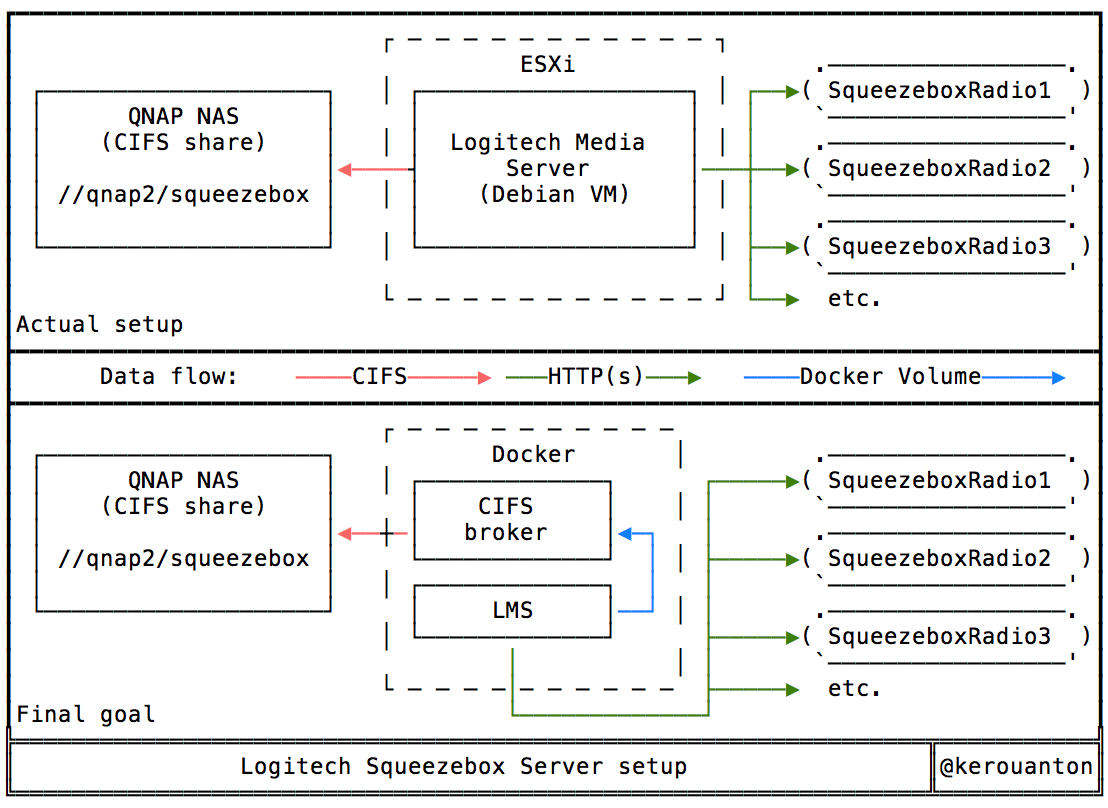 ESXi
QNAP NAS
(CIFS share)
//qnap2/squeezebox
Logitech Media
Server
(Debian VM)
SqueezeboxRadio1
SqueezeboxRadio2
SqueezeboxRadio3
etc.
Actual setup
Data flow: CIFS HTTP(s) Docker Volume
Docker
QNAP NAS
(CIFS share)
//qnap2/squeezebox
CIFS
broker
LMS
SqueezeboxRadio1
SqueezeboxRadio2
SqueezeboxRadio3
etc.
Final goal
Logitech Squeezebox Server setup
@kerouanton